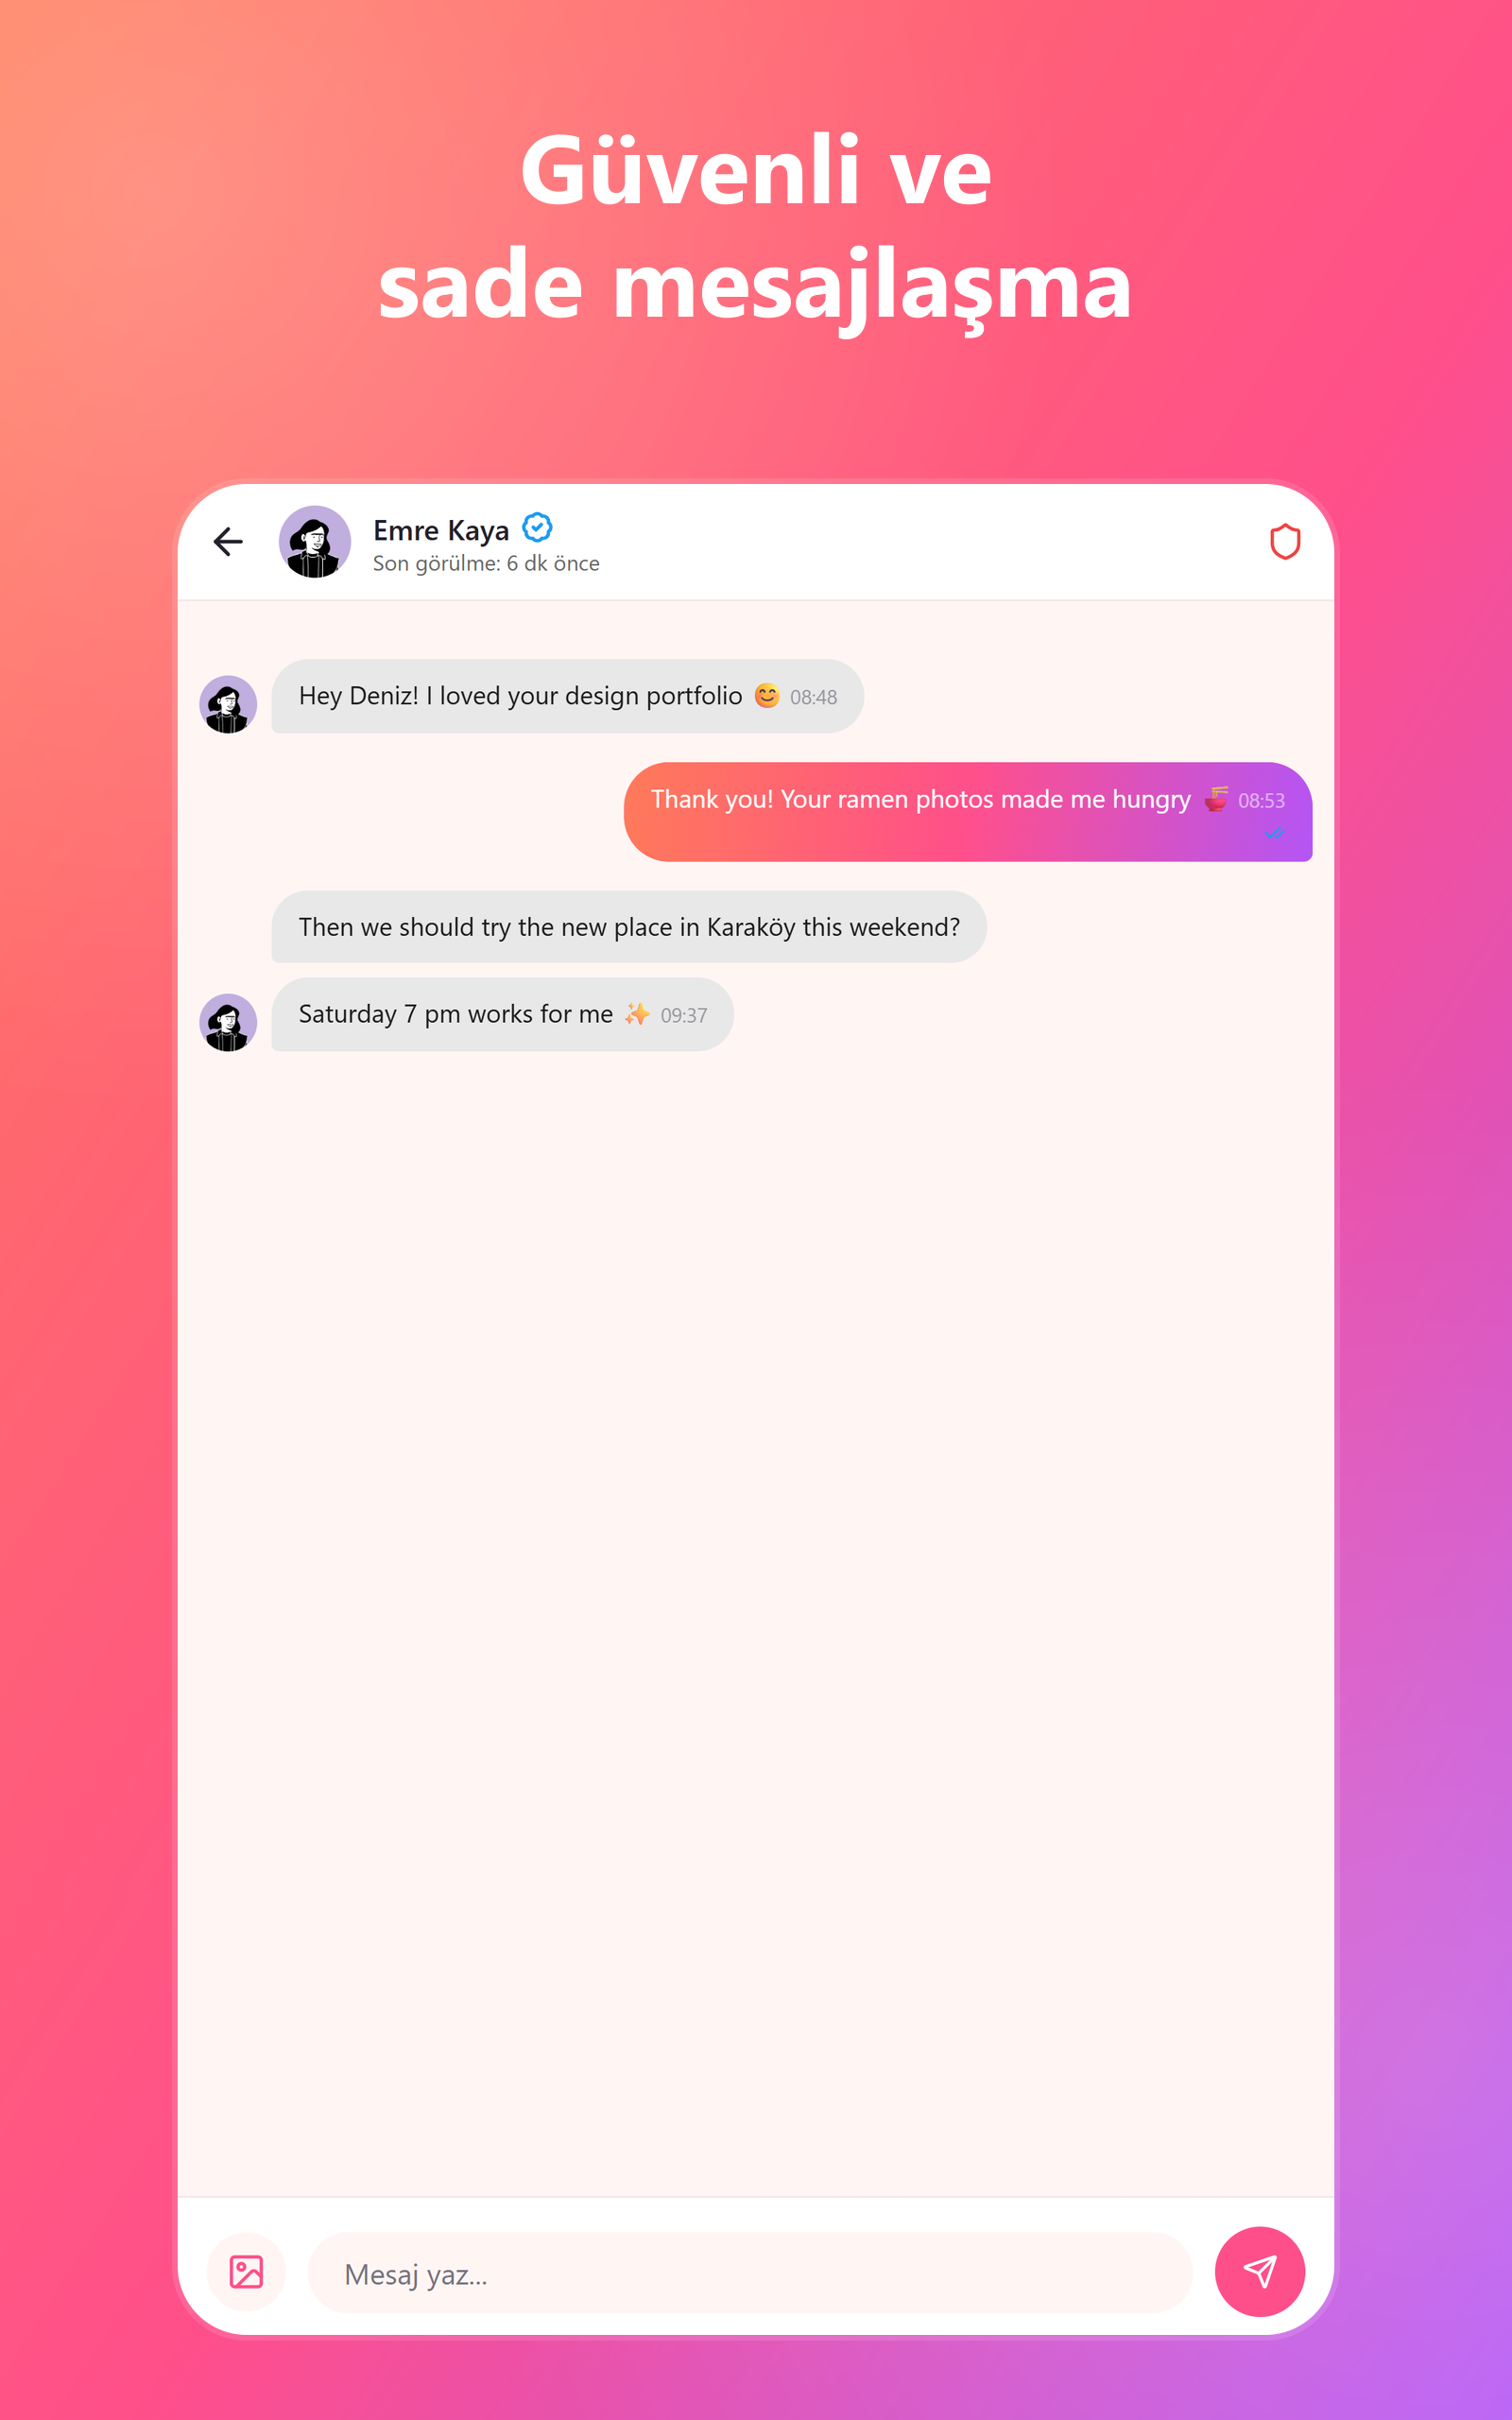 Güvenli ve
sade mesajlaşma
Emre Kaya
Son görülme: 6 dk önce
Hey Deniz! I loved your design portfolio 😊 08:48
Thank you! Your ramen photos made me hungry 🍜 08:53
Then we should try the new place in Karaköy this weekend?
Saturday 7 pm works for me ✨ 09:37
Mesaj yaz...